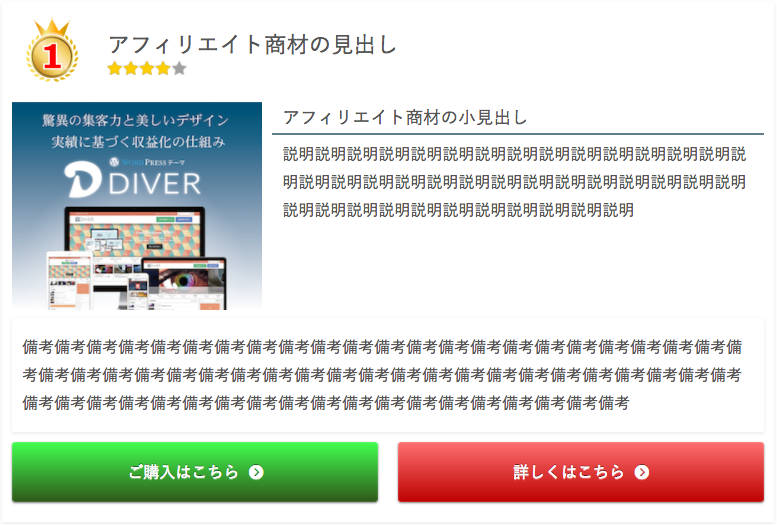 1
アフィリエイト商材の見出し
驚異の集客力と美しいデザイン
実績に基づく収益化の仕組み
WORDPRESS テーマ
DIVER
アフィリエイト商材の小見出し
説明説明説明説明説明説明説明説明説明説明説明説明説明説明説
明説明説明説明説明説明説明説明説明説明説明説明説明説明説明
説明説明説明説明説明説明説明説明説明説明説明
備考備考備考備考備考備考備考備考備考備考備考備考備考備考備考備考備考備考備考備考備考備考備
考備考備考備考備考備考備考備考備考備考備考備考備考備考備考備考備考備考備考備考備考備考備考
備考備考備考備考備考備考備考備考備考備考備考備考備考備考備考備考備考備考備考
ご購入はこちら
詳しくはこちら